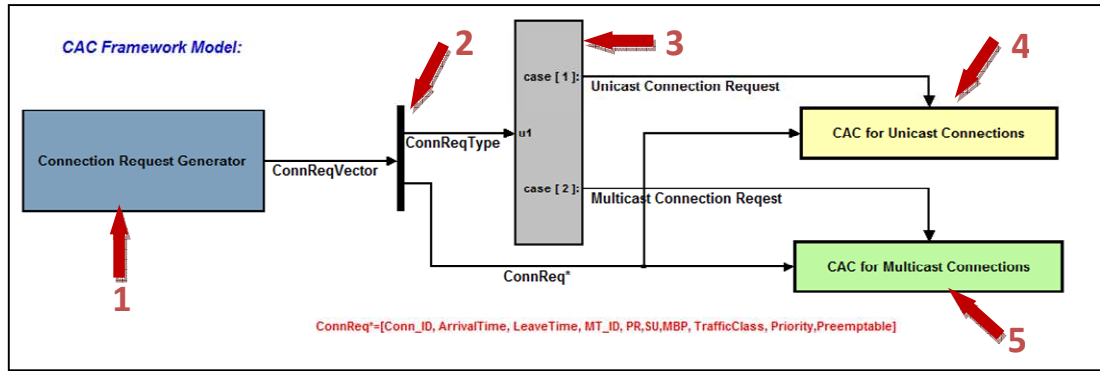 CAC Framework Model:
2
3
4
case [ 1 ]:
Unicast Connection Request
CAC for Unicast Connections
u1
ConnReqType
Connection Request Generator
ConnReqVector
case [ 2 ]:
Multicast Connection Reqest
CAC for Multicast Connections
ConnReq*
1
ConnReq*=[Conn_ID, ArrivalTime, LeaveTime, MT_ID, PR,SU,MBP, TrafficClass, Priority,Preemptable]
5